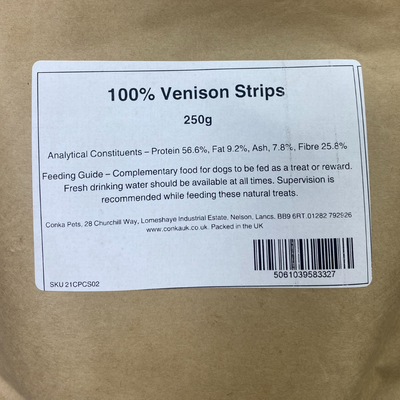 100% Venison Strips
250g
Analytical Constituents – Protein 56.6%, Fat 9.2%, Ash, 7.8%, Fibre 25.8%
Feeding Guide – Complementary food for dogs to be fed as a treat or reward.
Fresh drinking water should be available at all times. Supervision is
recommended while feeding these natural treats.
Conka Pets, 28 Churchill Way, Lomeshaye Industrial Estate, Nelson, Lancs, BB9 6RT. 01282 792926
www.conkauk.co.uk. Packed in the UK
5061039583327
SKU 21CPCS02